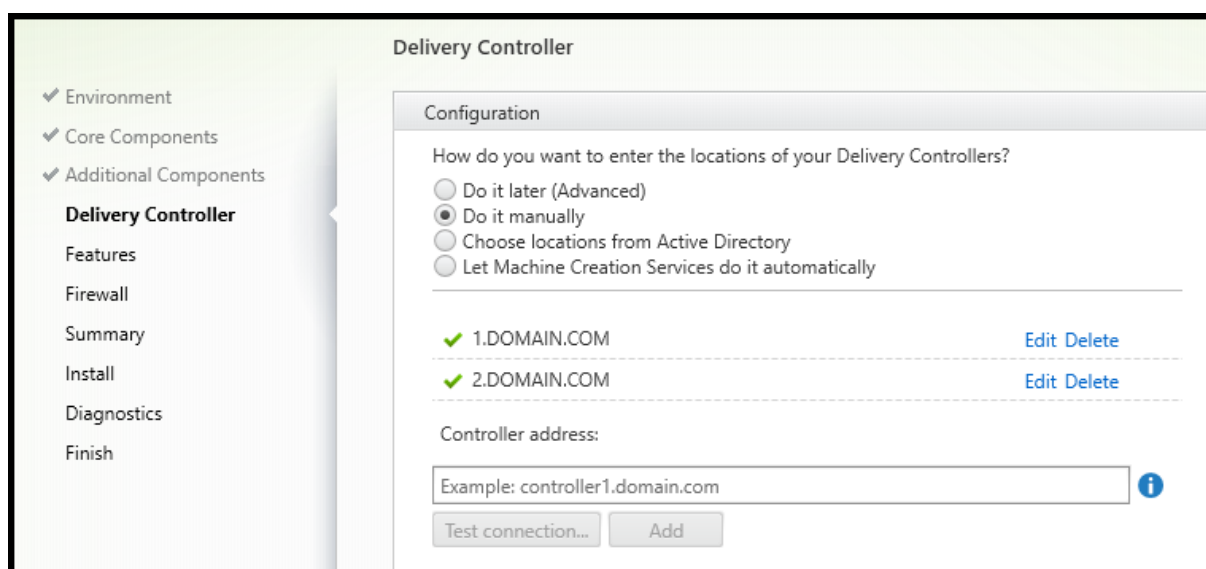 Delivery Controller
Environment
Core Components
Additional Components
Delivery Controller
Features
Firewall
Summary
Install
Diagnostics
Finish
Configuration
How do you want to enter the locations of your Delivery Controllers?
Do it later (Advanced)
Do it manually
Choose locations from Active Directory
Let Machine Creation Services do it automatically
1.DOMAIN.COM Edit Delete
2.DOMAIN.COM Edit Delete
Controller address:
Example: controller1.domain.com
Test connection... Add